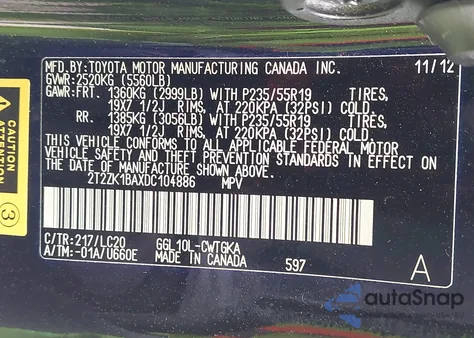 MFD.BY:TOYOTA MOTOR MANUFACTURING CANADA INC. 11/12
GVWR:2520KG (5560LB)
GAWR:FRT. 1360KG (2999LB) WITH P235/55R19 TIRES,
19X7 1/2J RIMS, AT 220KPA (32PSI) COLD.
RR. 1385KG (3056LB) WITH P235/55R19 TIRES,
19X7 1/2J RIMS, AT 220KPA (32PSI) COLD.
THIS VEHICLE CONFORMS TO ALL APPLICABLE FEDERAL MOTOR
VEHICLE SAFETY AND BUMPER STANDARDS IN EFFECT ON
THE DATE OF MANUFACTURE SHOWN ABOVE.
2T2ZK1BAXDC104886 MPV
C/TR:217/LC20 GGL10L-CWTGKA
A/TM:-01A/U660E MADE IN CANADA 597 A
ATTENTION
3
autoSnap